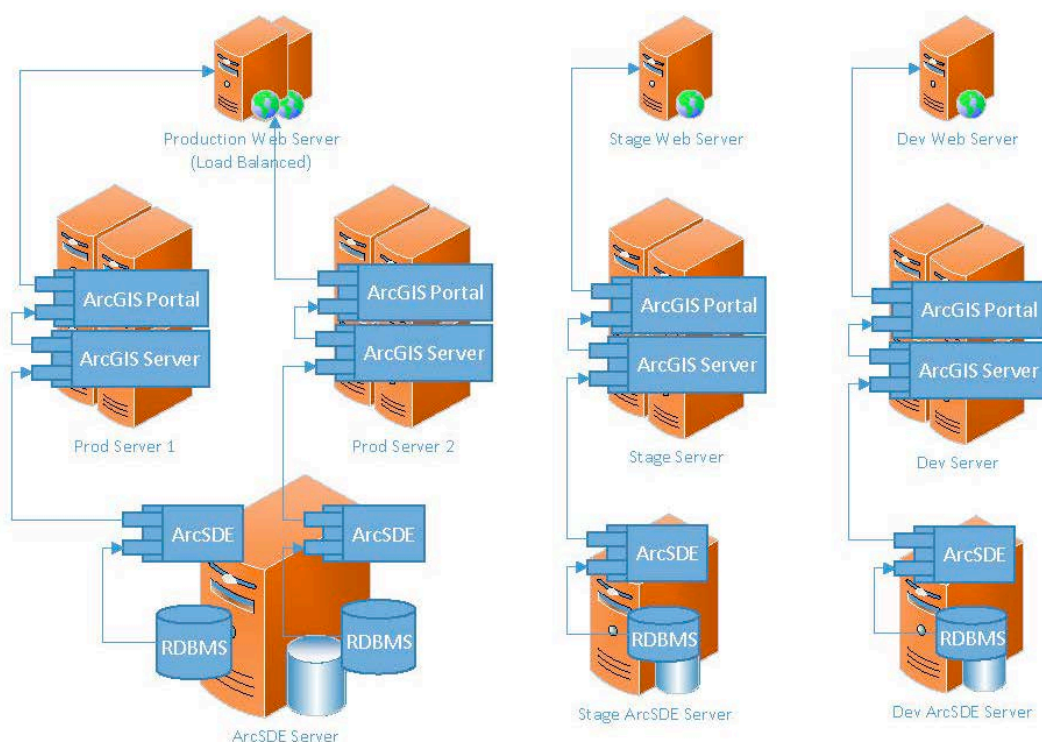 Production Web Server
(Load Balanced)
Stage Web Server
Dev Web Server
ArcGIS Portal
ArcGIS Server
Prod Server 1
ArcGIS Portal
ArcGIS Server
Prod Server 2
ArcGIS Portal
ArcGIS Server
Stage Server
ArcGIS Portal
ArcGIS Server
Dev Server
ArcSDE
RDBMS
ArcSDE
RDBMS
ArcSDE Server
ArcSDE
RDBMS
Stage ArcSDE Server
ArcSDE
RDBMS
Dev ArcSDE Server